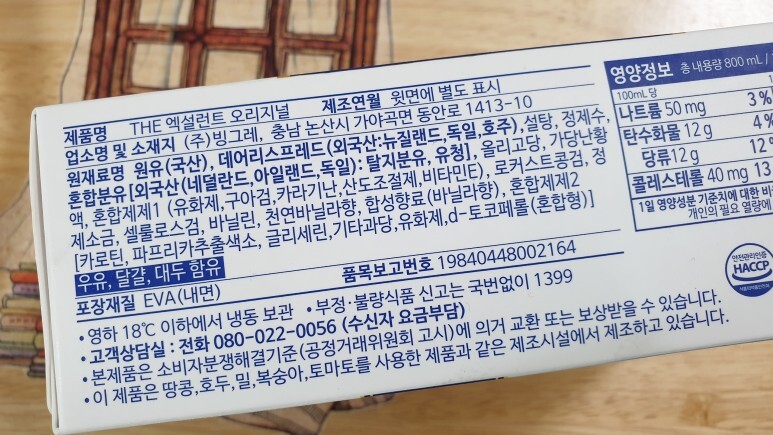 제품명 THE 엑설런트 오리지널 제조연월 윗면에 별도 표시
업소명 및 소재지 (주)빙그레, 충남 논산시 가야곡면 동안로 1413-10
원재료명 원유(국산), 데어리스프레드(외국산:뉴질랜드,독일,호주),설탕, 정제수,
혼합분유[외국산(네덜란드,아일랜드,독일) : 탈지분유, 유청], 올리고당, 가당난황
액, 혼합제제1 (유화제,구아검,카라기난,산도조절제,비타민E), 로커스트콩검, 정
제소금, 셀룰로스검, 바닐린, 천연바닐라향, 합성향료(바닐라향), 혼합제제2
[카로틴, 파프리카추출색소, 글리세린,기타과당,유화제,d-토코페롤(혼합형)]
우유, 달걀, 대두 함유
포장재질 EVA(내면) 품목보고번호 19840448002164
•영하 18℃ 이하에서 냉동 보관 •부정·불량식품 신고는 국번없이 1399
•고객상담실 : 전화 080-022-0056 (수신자 요금부담)
•본제품은 소비자분쟁해결기준(공정거래위원회 고시)에 의거 교환 또는 보상받을 수 있습니다.
•이 제품은 땅콩,호두,밀,복숭아,토마토를 사용한 제품과 같은 제조시설에서 제조하고 있습니다.
영양정보 총 내용량 800 mL /
100mL 당
나트륨 50 mg 3%
탄수화물 12 g 4%
당류 12 g 12
콜레스테롤 40 mg 13
1일 영양성분 기준치에 대한 비
개인의 필요 열량에
안전관리인증
HACCP